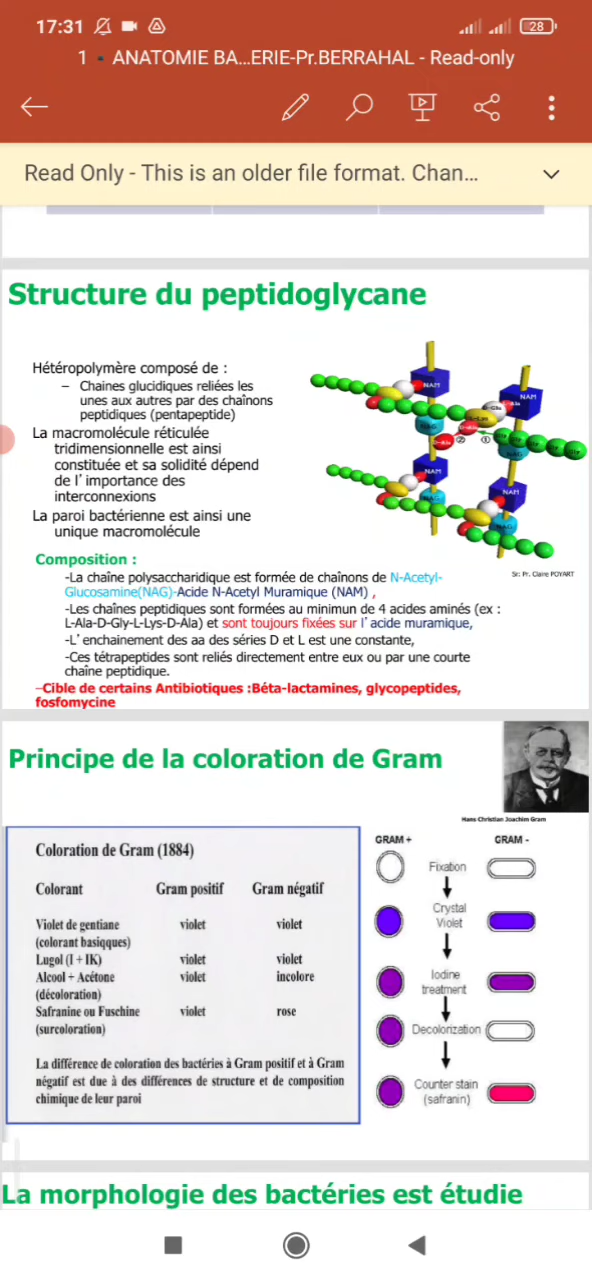 17:31
28
1 • ANATOMIE BA...ERIE-Pr.BERRAHAL - Read-only
Read Only - This is an older file format. Chan...
Structure du peptidoglycane
Hétéropolymère composé de :
– Chaines glucidiques reliées les
unes aux autres par des chaînons
peptidiques (pentapeptide)
La macromolécule réticulée
tridimensionnelle est ainsi
constituée et sa solidité dépend
de l'importance des
interconnexions
La paroi bactérienne est ainsi une
unique macromolécule
NAM
NAM
NAG
NAG
NAM
NAM
NAG
NAG
Sr: Pr. Claire POYART
Composition :
-La chaîne polysaccharidique est formée de chaînons de N-Acetyl-
Glucosamine(NAG)-Acide N-Acetyl Muramique (NAM) ,
-Les chaînes peptidiques sont formées au minimun de 4 acides aminés (ex :
L-Ala-D-Gly-L-Lys-D-Ala) et sont toujours fixées sur l'acide muramique,
-L'enchainement des aa des séries D et L est une constante,
-Ces tétrapeptides sont reliés directement entre eux ou par une courte
chaîne peptidique.
–Cible de certains Antibiotiques :Béta-lactamines, glycopeptides,
fosfomycine
Principe de la coloration de Gram
Hans Christian Joachim Gram
Coloration de Gram (1884)
Colorant Gram positif Gram négatif
Violet de gentiane violet violet
(colorant basiqques)
Lugol (I + IK) violet violet
Alcool + Acétone violet incolore
(décoloration)
Safranine ou Fuschine violet rose
(surcoloration)
La différence de coloration des bactéries à Gram positif et à Gram
négatif est due à des différences de structure et de composition
chimique de leur paroi
GRAM + GRAM -
Fixation
Crystal
Violet
Iodine
treatment
Decolorization
Counter stain
(safranin)
La morphologie des bactéries est étudie